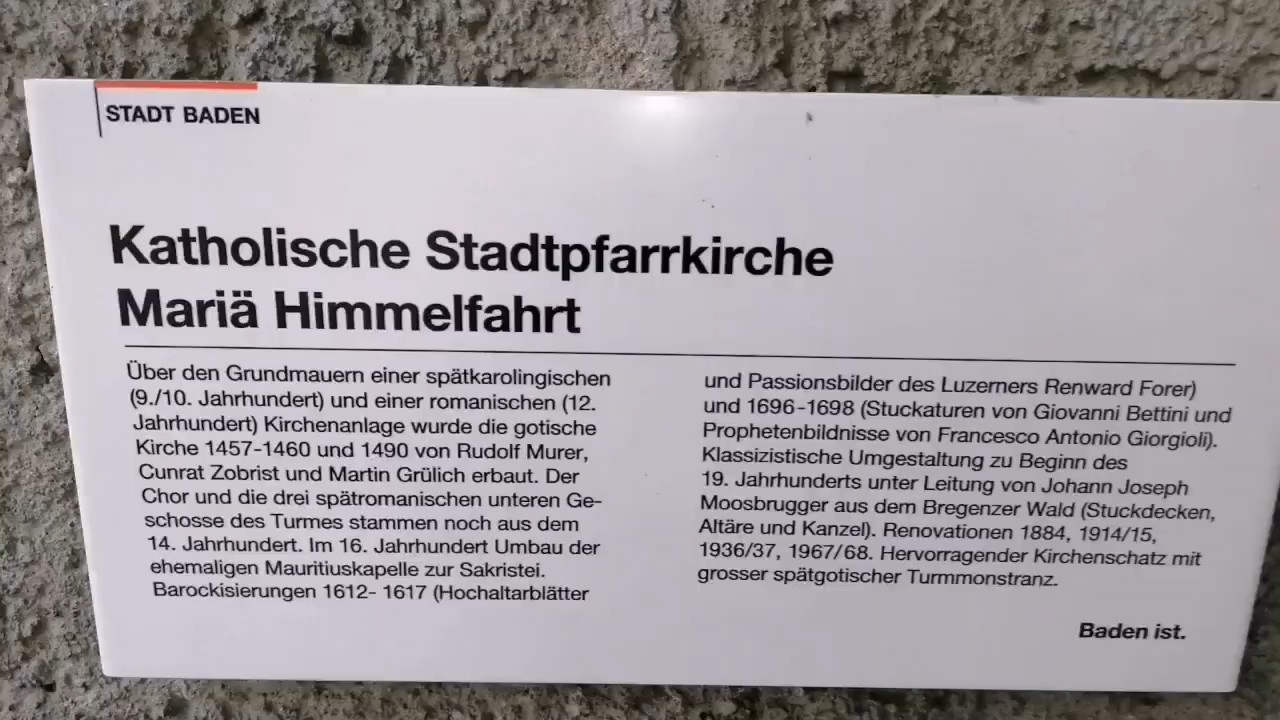 STADT BADEN
Katholische Stadtpfarrkirche
Mariä Himmelfahrt
Über den Grundmauern einer spätkarolingischen
(9./10. Jahrhundert) und einer romanischen (12.
Jahrhundert) Kirchenanlage wurde die gotische
Kirche 1457-1460 und 1490 von Rudolf Murer,
Cunrat Zobrist und Martin Grülich erbaut. Der
Chor und die drei spätromanischen unteren Ge-
schosse des Turmes stammen noch aus dem
14. Jahrhundert. Im 16. Jahrhundert Umbau der
ehemaligen Mauritiuskapelle zur Sakristei.
Barockisierungen 1612- 1617 (Hochaltarblätter
und Passionsbilder des Luzerners Renward Forer)
und 1696-1698 (Stuckaturen von Giovanni Bettini und
Prophetenbildnisse von Francesco Antonio Giorgioli).
Klassizistische Umgestaltung zu Beginn des
19. Jahrhunderts unter Leitung von Johann Joseph
Moosbrugger aus dem Bregenzer Wald (Stuckdecken,
Altäre und Kanzel). Renovationen 1884, 1914/15,
1936/37, 1967/68. Hervorragender Kirchenschatz mit
grosser spätgotischer Turmmonstranz.
Baden ist.